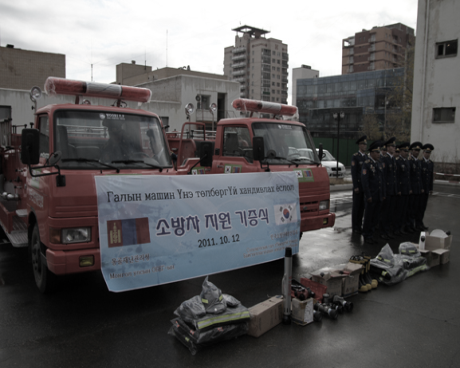 Галын машин Үнэ төлбөргүй хандивлах ёслол
소방차 지원 기증식
2011. 10. 12